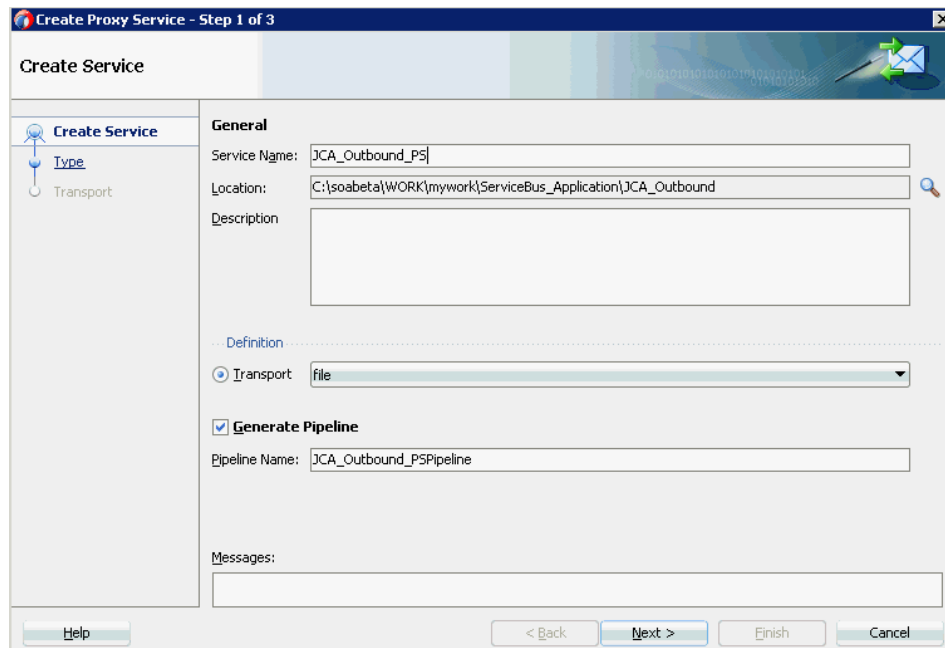 Create Proxy Service - Step 1 of 3
Create Service
Create Service
Type
Transport
General
Service Name: JCA_Outbound_PS
Location: C:\soabeta\WORK\mywork\ServiceBus_Application\JCA_Outbound
Description
Definition
Transport file
Generate Pipeline
Pipeline Name: JCA_Outbound_PSPipeline
Messages:
Help < Back Next > Finish Cancel